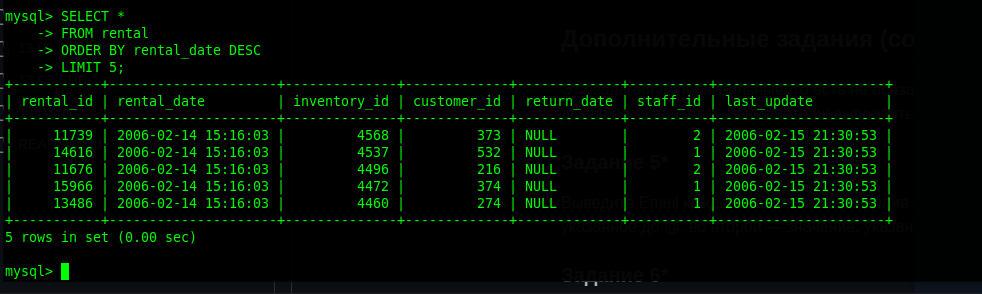 mysql> SELECT *
    -> FROM rental
    -> ORDER BY rental_date DESC
    -> LIMIT 5;
+-----------+---------------------+--------------+-------------+-------------+----------+---------------------+
| rental_id | rental_date         | inventory_id | customer_id | return_date | staff_id | last_update         |
+-----------+---------------------+--------------+-------------+-------------+----------+---------------------+
|     11739 | 2006-02-14 15:16:03 |         4568 |         373 | NULL        |        2 | 2006-02-15 21:30:53 |
|     14616 | 2006-02-14 15:16:03 |         4537 |         532 | NULL        |        1 | 2006-02-15 21:30:53 |
|     11676 | 2006-02-14 15:16:03 |         4496 |         216 | NULL        |        2 | 2006-02-15 21:30:53 |
|     15966 | 2006-02-14 15:16:03 |         4472 |         374 | NULL        |        1 | 2006-02-15 21:30:53 |
|     13486 | 2006-02-14 15:16:03 |         4460 |         274 | NULL        |        1 | 2006-02-15 21:30:53 |
+-----------+---------------------+--------------+-------------+-------------+----------+---------------------+
5 rows in set (0.00 sec)
mysql>
Дополнительные задания (со
Задание 5*
Задание 6*